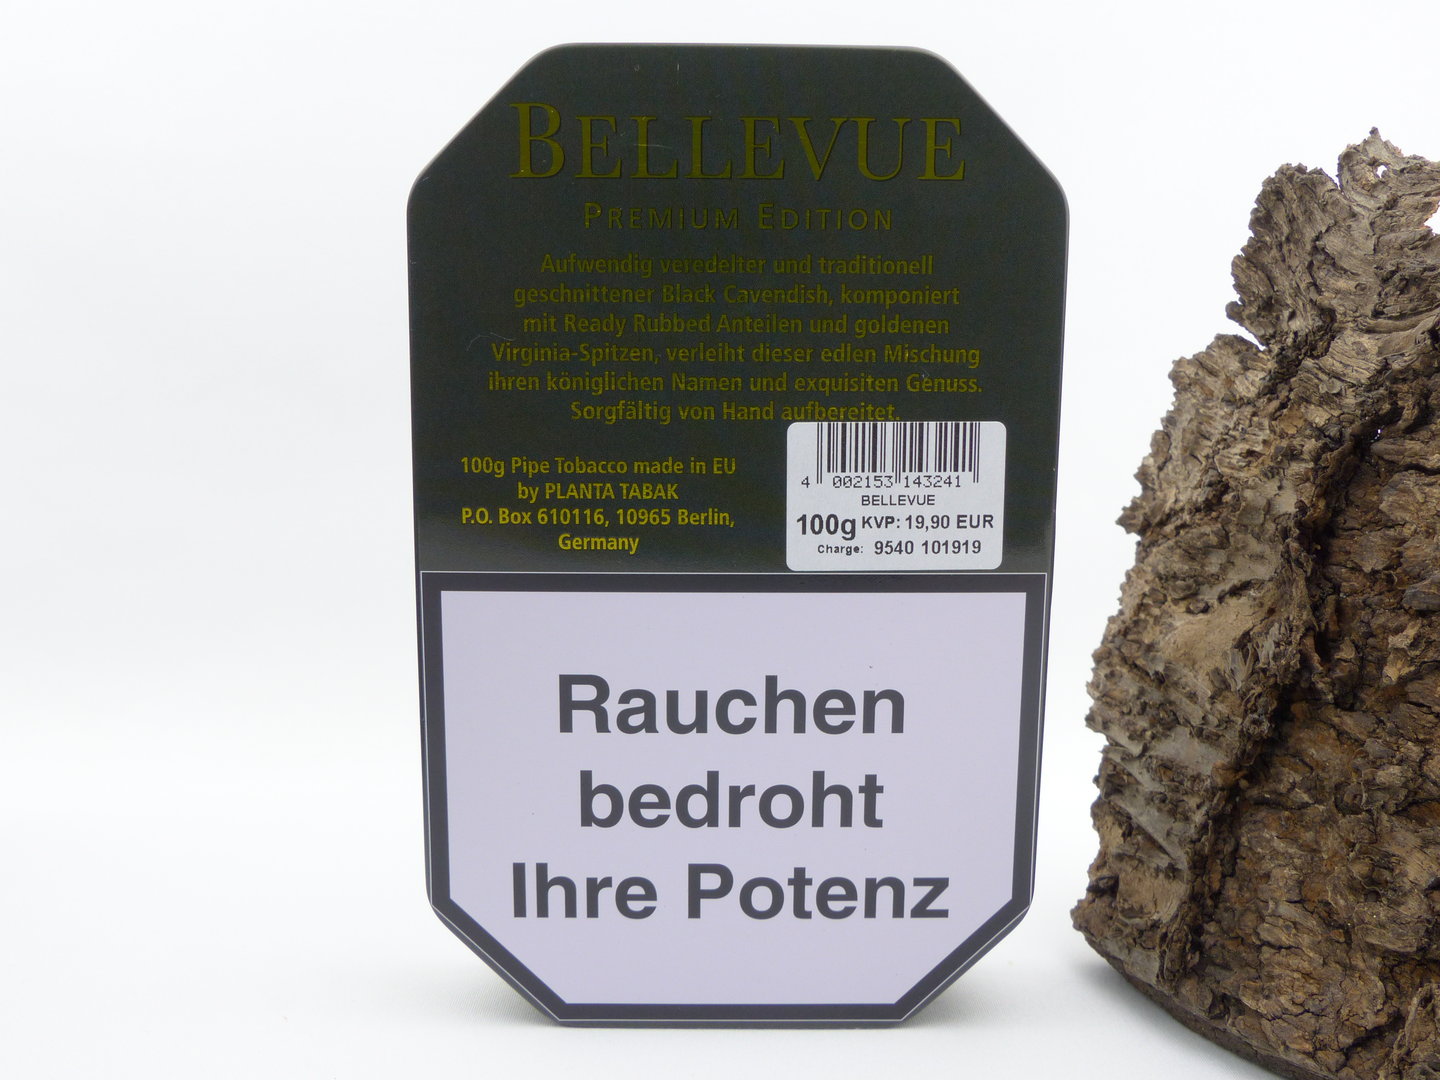 BELLEVUE
PREMIUM EDITION
Aufwendig veredelter und traditionell
geschnittener Black Cavendish, komponiert
mit Ready Rubbed Anteilen und goldenen
Virginia-Spitzen, verleiht dieser edlen Mischung
ihren königlichen Namen und exquisiten Genuss.
Sorgfältig von Hand aufbereitet.
100g Pipe Tobacco made in EU
by PLANTA TABAK
P.O. Box 610116, 10965 Berlin,
Germany
4 002153 143241
BELLEVUE
100g KVP: 19,90 EUR
Charge: 9540 101919
Rauchen
bedroht
Ihre Potenz